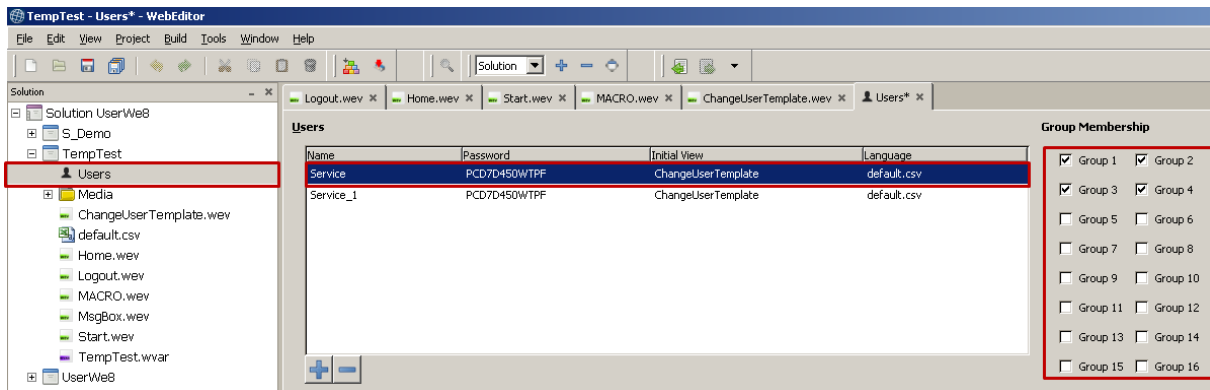 TempTest - Users* - WebEditor
File Edit View Project Build Tools Window Help
Solution
Solution
Logout.wev Home.wev Start.wev MACRO.wev ChangeUserTemplate.wev Users*
Solution UserWe8
S_Demo
TempTest
Users
Media
ChangeUserTemplate.wev
default.csv
Home.wev
Logout.wev
MACRO.wev
MsgBox.wev
Start.wev
TempTest.wvar
UserWe8
Users
Name Password Initial View Language
Service PCD7D450WTPF ChangeUserTemplate default.csv
Service_1 PCD7D450WTPF ChangeUserTemplate default.csv
Group Membership
Group 1 Group 2
Group 3 Group 4
Group 5 Group 6
Group 7 Group 8
Group 9 Group 10
Group 11 Group 12
Group 13 Group 14
Group 15 Group 16